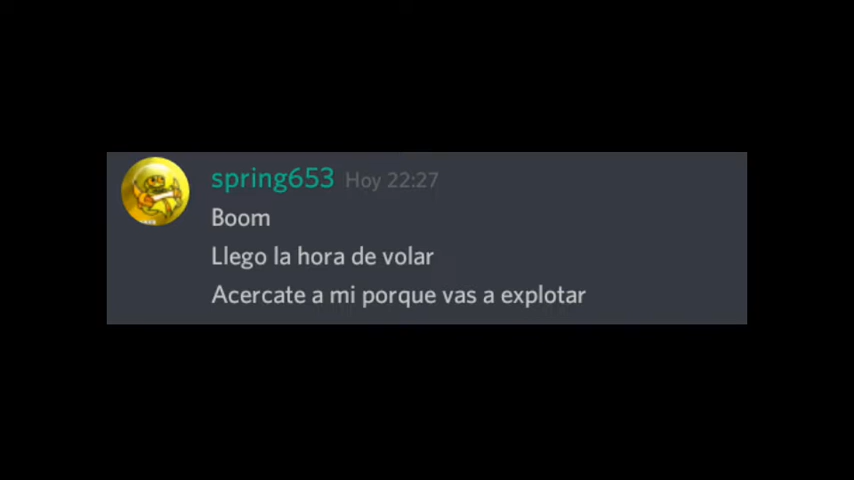 spring653 Hoy 22:27
Boom
Llego la hora de volar
Acercate a mi porque vas a explotar